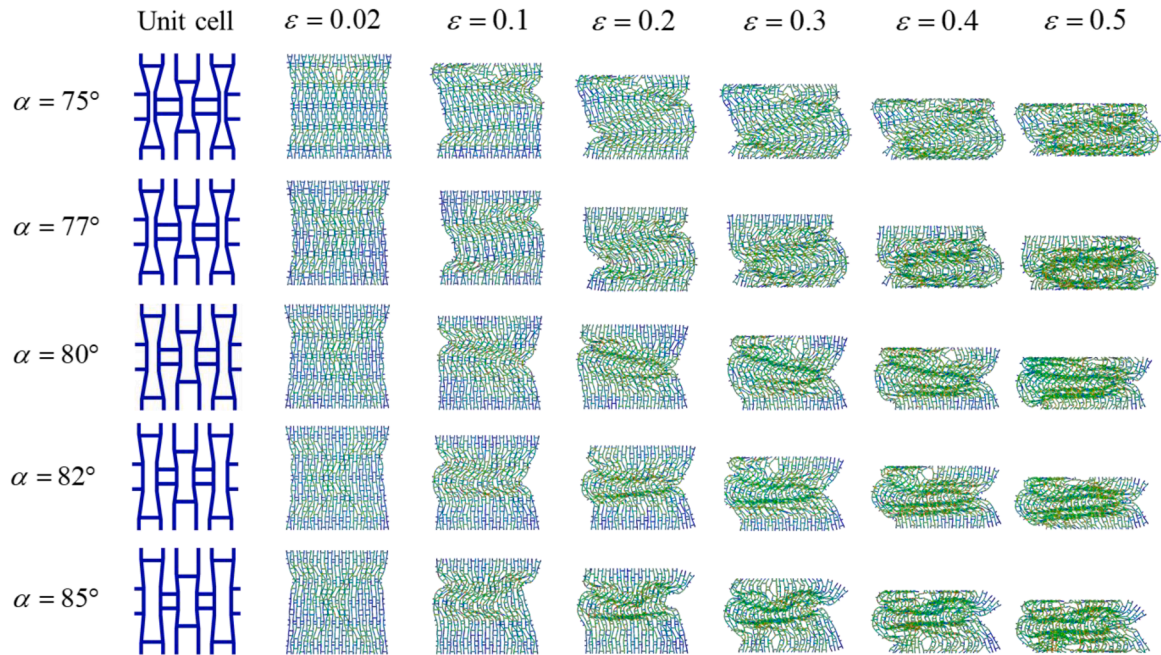 Unit cell ε = 0.02 ε = 0.1 ε = 0.2 ε = 0.3 ε = 0.4 ε = 0.5
α = 75°
α = 77°
α = 80°
α = 82°
α = 85°